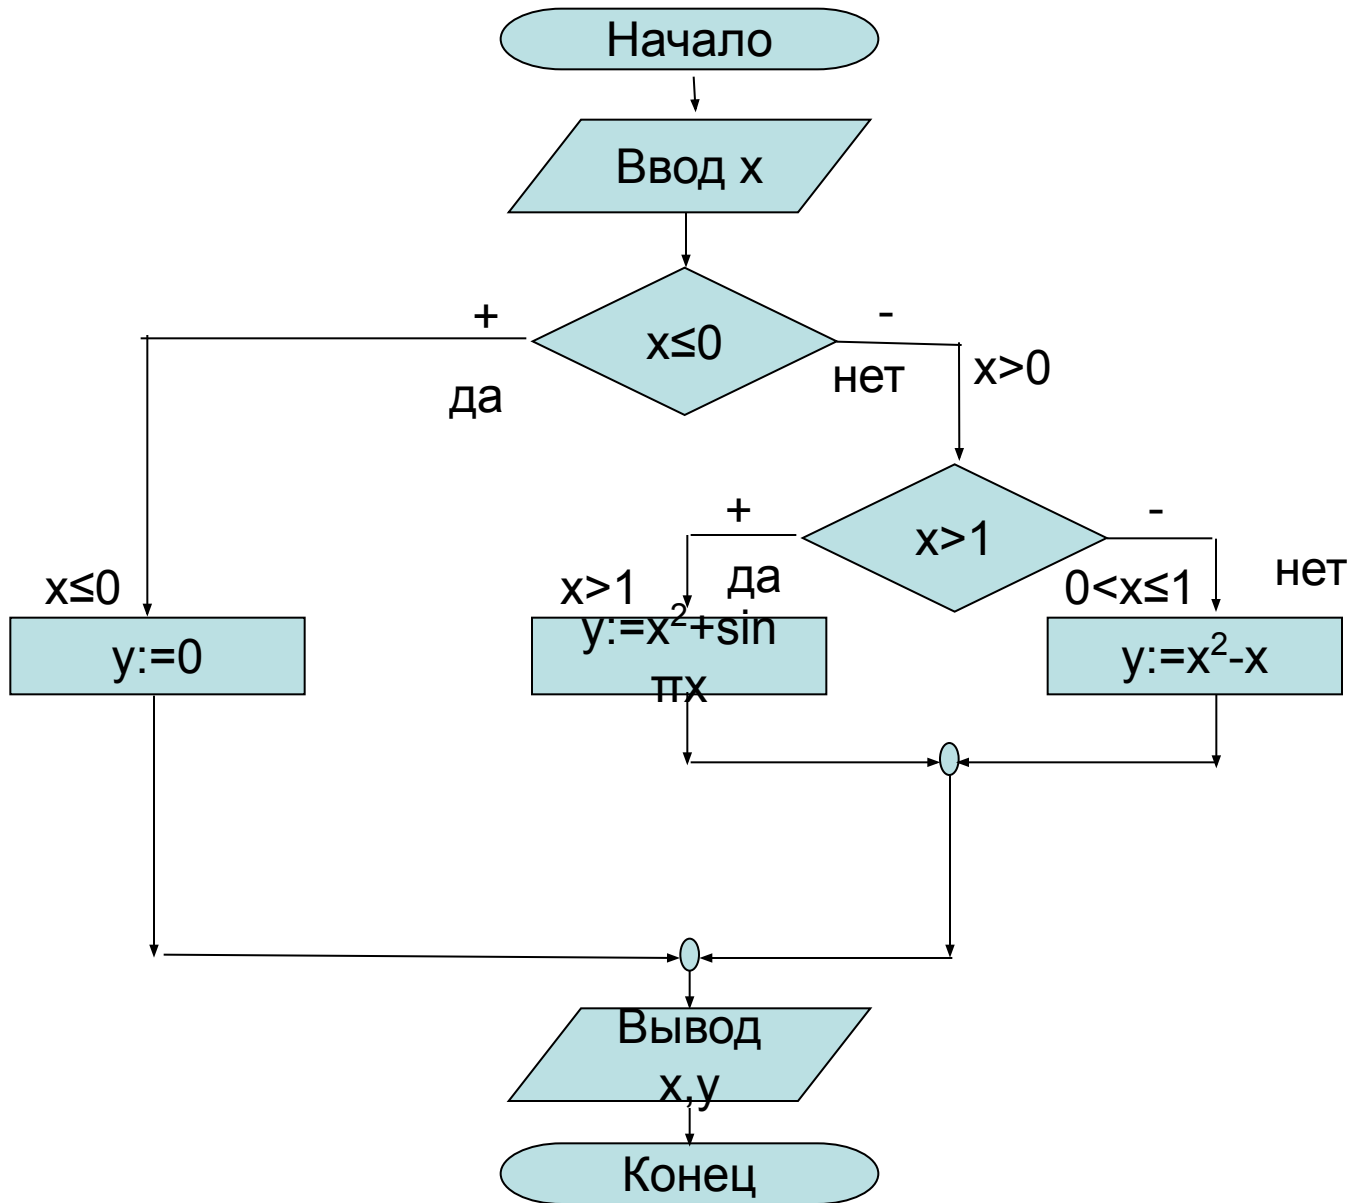 Начало
Ввод x
+
-
x≤0
да
нет
x>0
+
-
x>1
да
нет
x≤0
x>1
0<x≤1
y:=0
y:=x²+sin
πx
y:=x²-x
Вывод
x,y
Конец